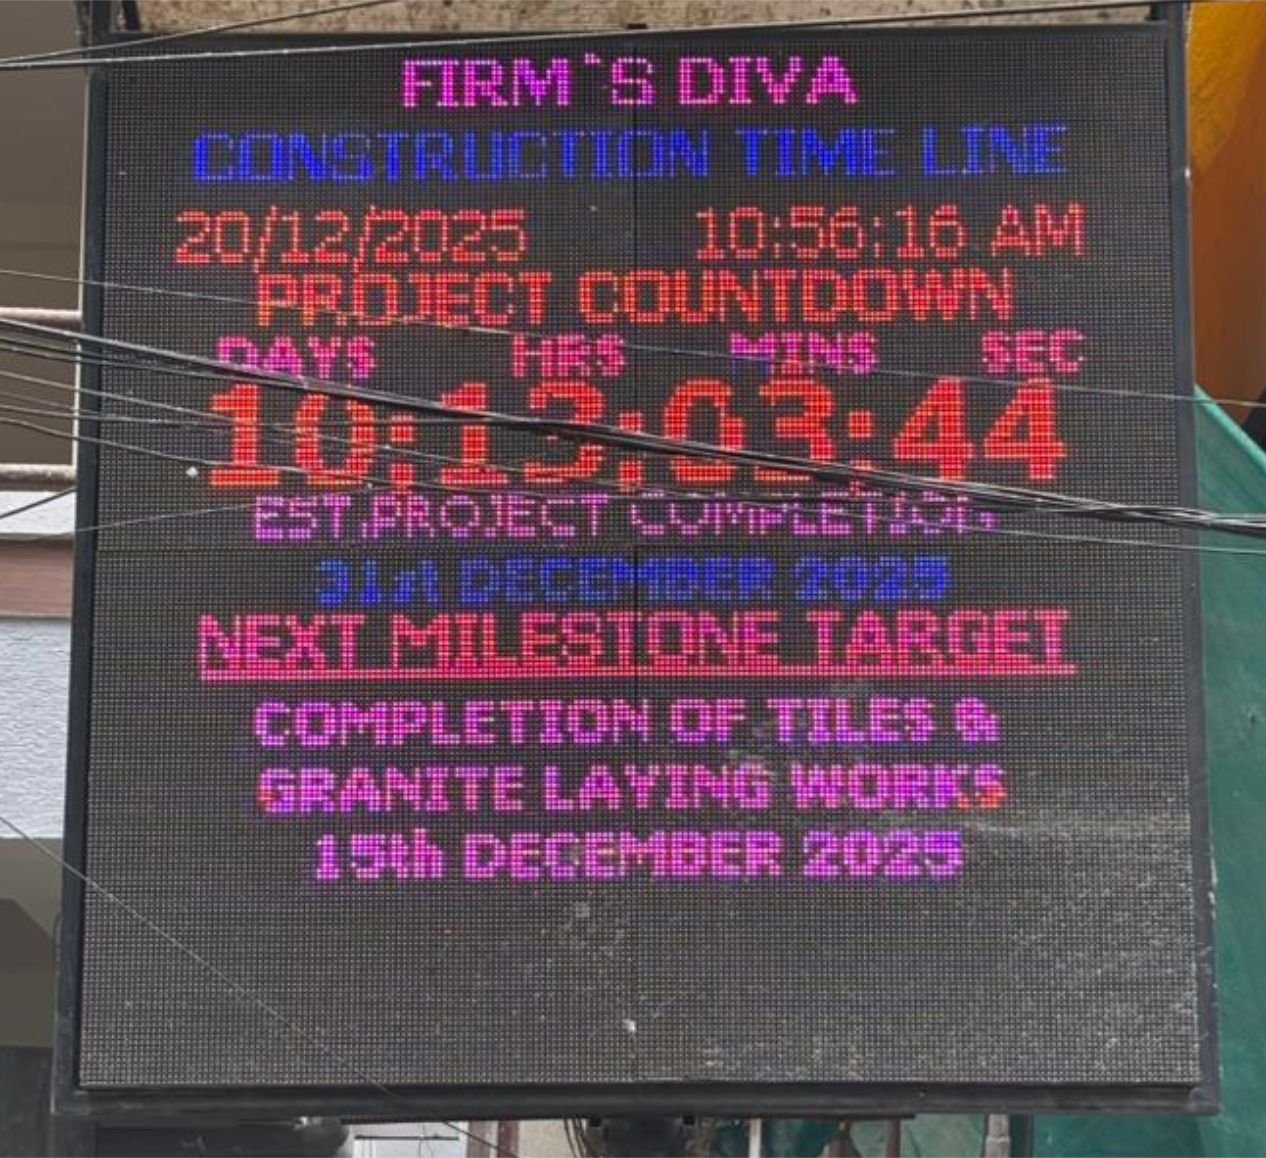 FIRM`S DIVA
CONSTRUCTION TIME LINE
20/12/2025 10:56:16 AM
PROJECT COUNTDOWN
DAYS HRS MINS SEC
10:13:03:44
EST.PROJECT COMPLETION
31st DECEMBER 2025
NEXT MILESTONE TARGET
COMPLETION OF TILES &
GRANITE LAYING WORKS
15th DECEMBER 2025